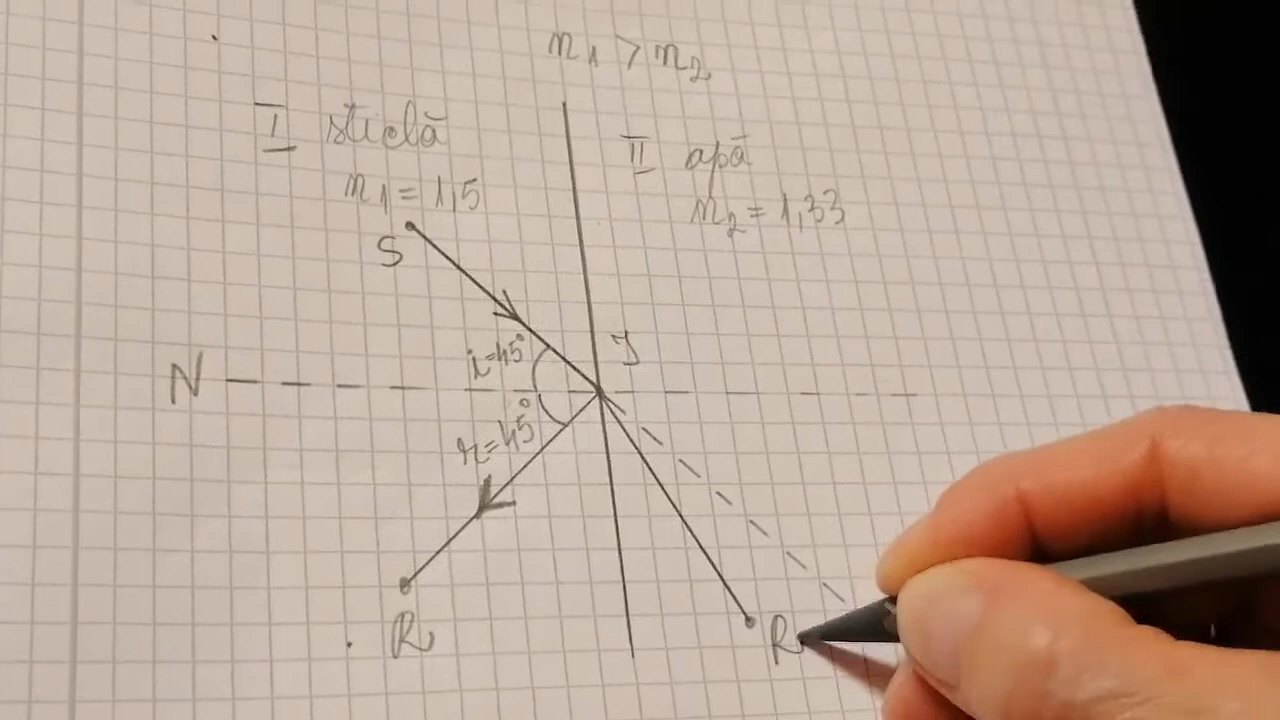 n₁ > n₂
I sticlă
n₁ = 1,5
II apă
n₂ = 1,33
S
i=45°
I
N
r=45°
R
R